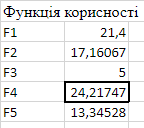 Функція корисності
F1 21,4
F2 17,16067
F3 5
F4 24,21747
F5 13,34528